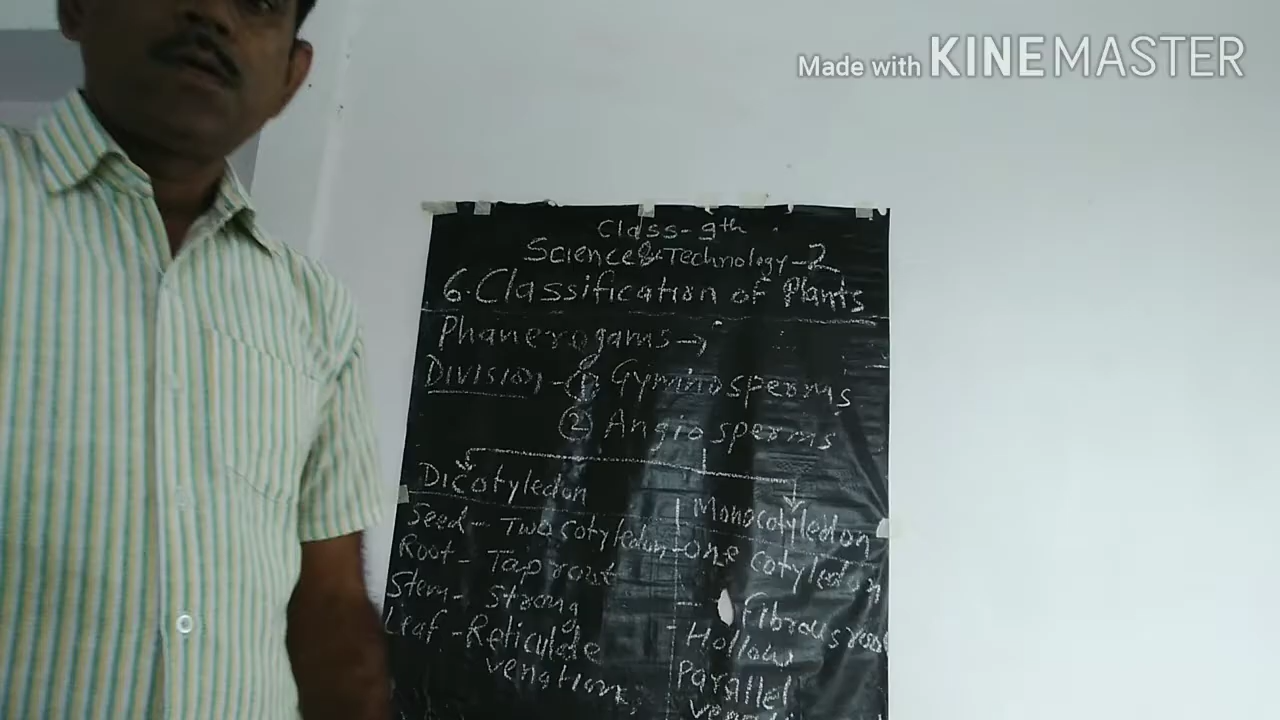 Made with KINEMASTER
Class-9th
Science & Technology-2
6. Classification of Plants
Phanerogams →
Division - ① Gymnosperms
② Angiosperms
Dicotyledon
Monocotyledon
Seed - Two cotyledon - one cotyledon
Root - Tap root - Fibrous root
Stem - Strong - Hollow
Leaf - Reticulate venation,
Parallel